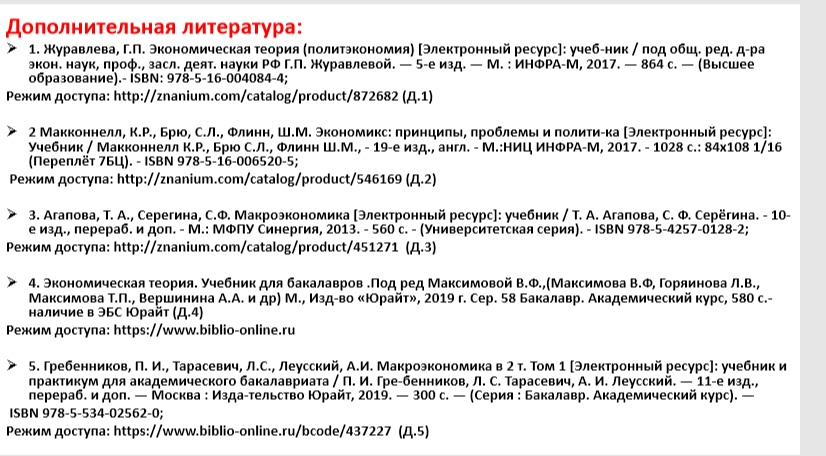 Дополнительная литература:
➢ 1. Журавлева, Г.П. Экономическая теория (политэкономия) [Электронный ресурс]: учеб-ник / под общ. ред. д-ра
экон. наук, проф., засл. деят. науки РФ Г.П. Журавлевой. — 5-е изд. — М. : ИНФРА-М, 2017. — 864 с. — (Высшее
образование).- ISBN: 978-5-16-004084-4;
Режим доступа: http://znanium.com/catalog/product/872682 (Д.1)
➢ 2 Макконнелл, К.Р., Брю, С.Л., Флинн, Ш.М. Экономикс: принципы, проблемы и полити-ка [Электронный ресурс]:
Учебник / Макконнелл К.Р., Брю С.Л., Флинн Ш.М., - 19-е изд., англ. - М.:НИЦ ИНФРА-М, 2017. - 1028 с.: 84x108 1/16
(Переплёт 7БЦ). - ISBN 978-5-16-006520-5;
Режим доступа: http://znanium.com/catalog/product/546169 (Д.2)
➢ 3. Агапова, Т. А., Серегина, С.Ф. Макроэкономика [Электронный ресурс]: учебник / Т. А. Агапова, С. Ф. Серёгина. - 10-
е изд., перераб. и доп. - М.: МФПУ Синергия, 2013. - 560 с. - (Университетская серия). - ISBN 978-5-4257-0128-2;
Режим доступа: http://znanium.com/catalog/product/451271 (Д.3)
➢ 4. Экономическая теория. Учебник для бакалавров .Под ред Максимовой В.Ф.,(Максимова В.Ф, Горяинова Л.В.,
Максимова Т.П., Вершинина А.А. и др) М., Изд-во «Юрайт», 2019 г. Сер. 58 Бакалавр. Академический курс, 580 с.-
наличие в ЭБС Юрайт (Д.4)
Режим доступа: https://www.biblio-online.ru
➢ 5. Гребенников, П. И., Тарасевич, Л.С., Леусский, А.И. Макроэкономика в 2 т. Том 1 [Электронный ресурс]: учебник и
практикум для академического бакалавриата / П. И. Гре-бенников, Л. С. Тарасевич, А. И. Леусский. — 11-е изд.,
перераб. и доп. — Москва : Изда-тельство Юрайт, 2019. — 300 с. — (Серия : Бакалавр. Академический курс). —
ISBN 978-5-534-02562-0;
Режим доступа: https://www.biblio-online.ru/bcode/437227 (Д.5)